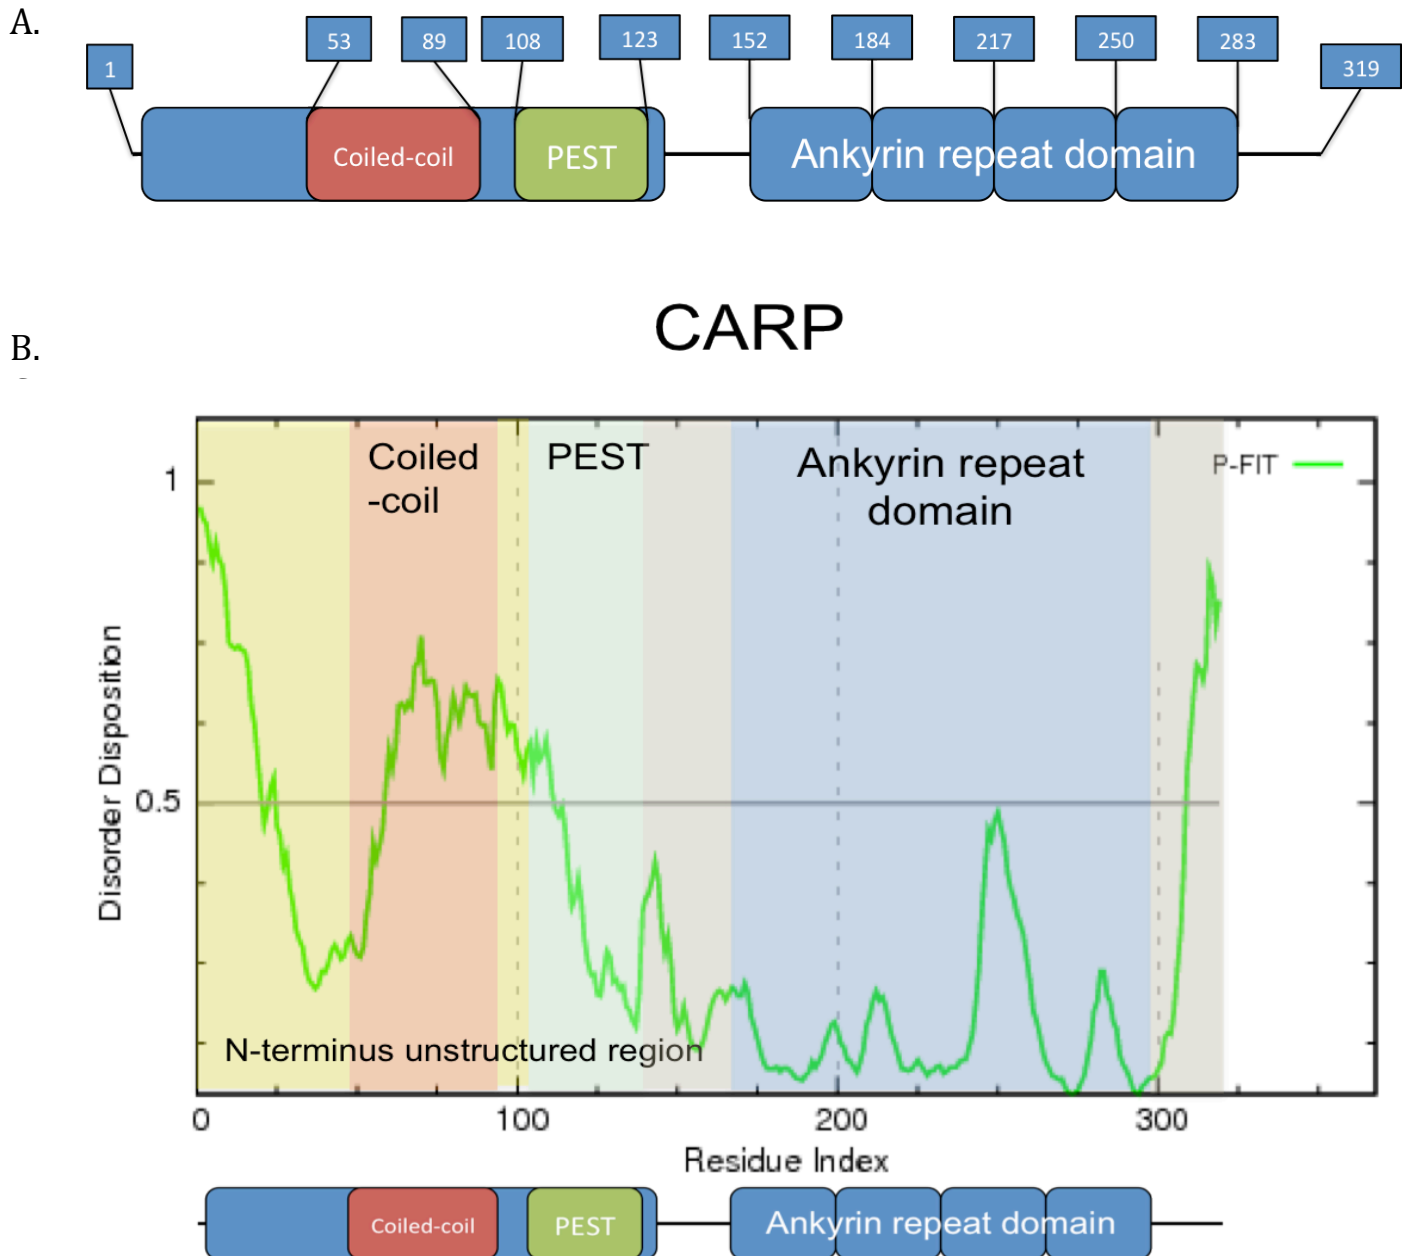 A.
1
53
89
108
123
152
184
217
250
283
319
Coiled-coil
PEST
Ankyrin repeat domain
CARP
B.
Coiled
-coil
PEST
Ankyrin repeat
domain
P-FIT
1
0.5
Disorder Disposition
N-terminus unstructured region
0
100
200
300
Residue Index
Coiled-coil
PEST
Ankyrin repeat domain